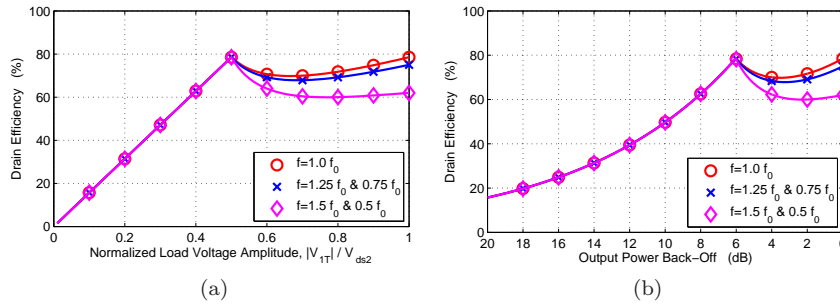 100
80
60
40
20
0
0 0.2 0.4 0.6 0.8 1
Drain Efficiency (%)
Normalized Load Voltage Amplitude, |V1T| / Vds2
f=1.0 f0
f=1.25 f0 & 0.75 f0
f=1.5 f0 & 0.5 f0
(a)
100
80
60
40
20
0
20 18 16 14 12 10 8 6 4 2
Drain Efficiency (%)
Output Power Back-Off (dB)
f=1.0 f0
f=1.25 f0 & 0.75 f0
f=1.5 f0 & 0.5 f0
(b)